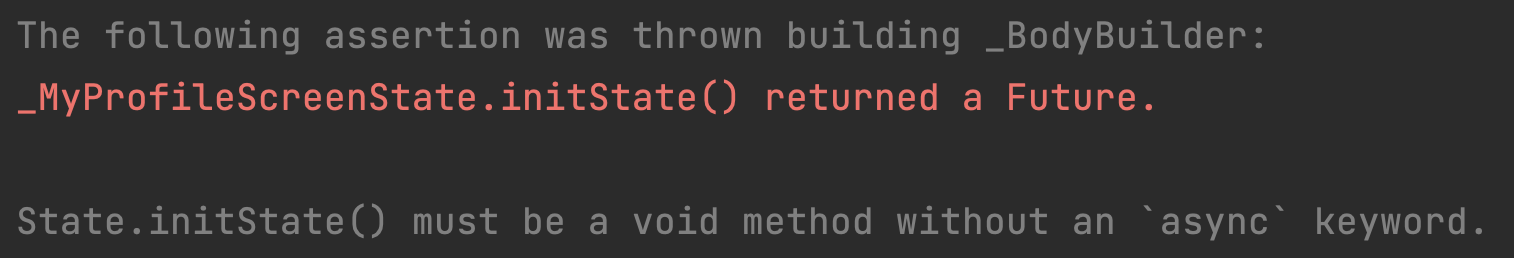 The following assertion was thrown building _BodyBuilder:
_MyProfileScreenState.initState() returned a Future.
State.initState() must be a void method without an `async` keyword.